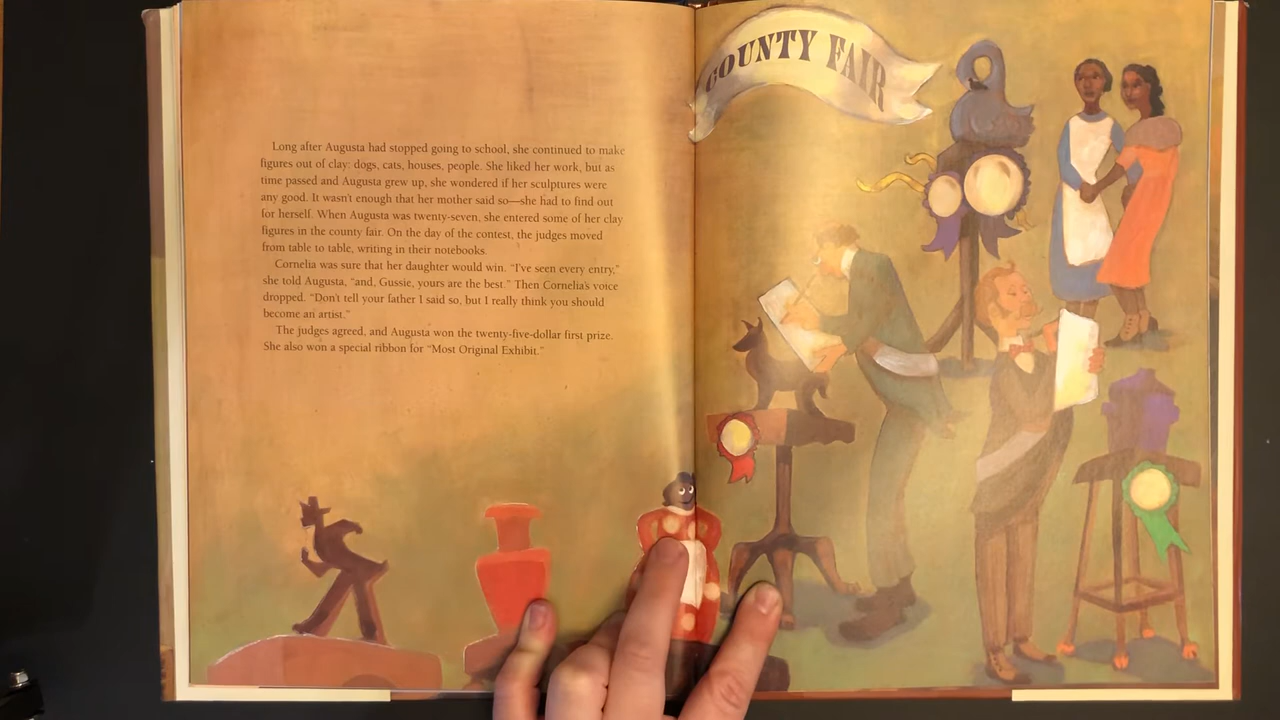 COUNTY FAIR
Long after Augusta had stopped going to school, she continued to make
figures out of clay: dogs, cats, houses, people. She liked her work, but as
time passed and Augusta grew up, she wondered if her sculptures were
any good. It wasn't enough that her mother said so—she had to find out
for herself. When Augusta was twenty-seven, she entered some of her clay
figures in the county fair. On the day of the contest, the judges moved
from table to table, writing in their notebooks.
Cornelia was sure that her daughter would win. “I've seen every entry,”
she told Augusta, “and, Gussie, yours are the best.” Then Cornelia's voice
dropped. “Don't tell your father I said so, but I really think you should
become an artist.”
The judges agreed, and Augusta won the twenty-five-dollar first prize.
She also won a special ribbon for “Most Original Exhibit.”